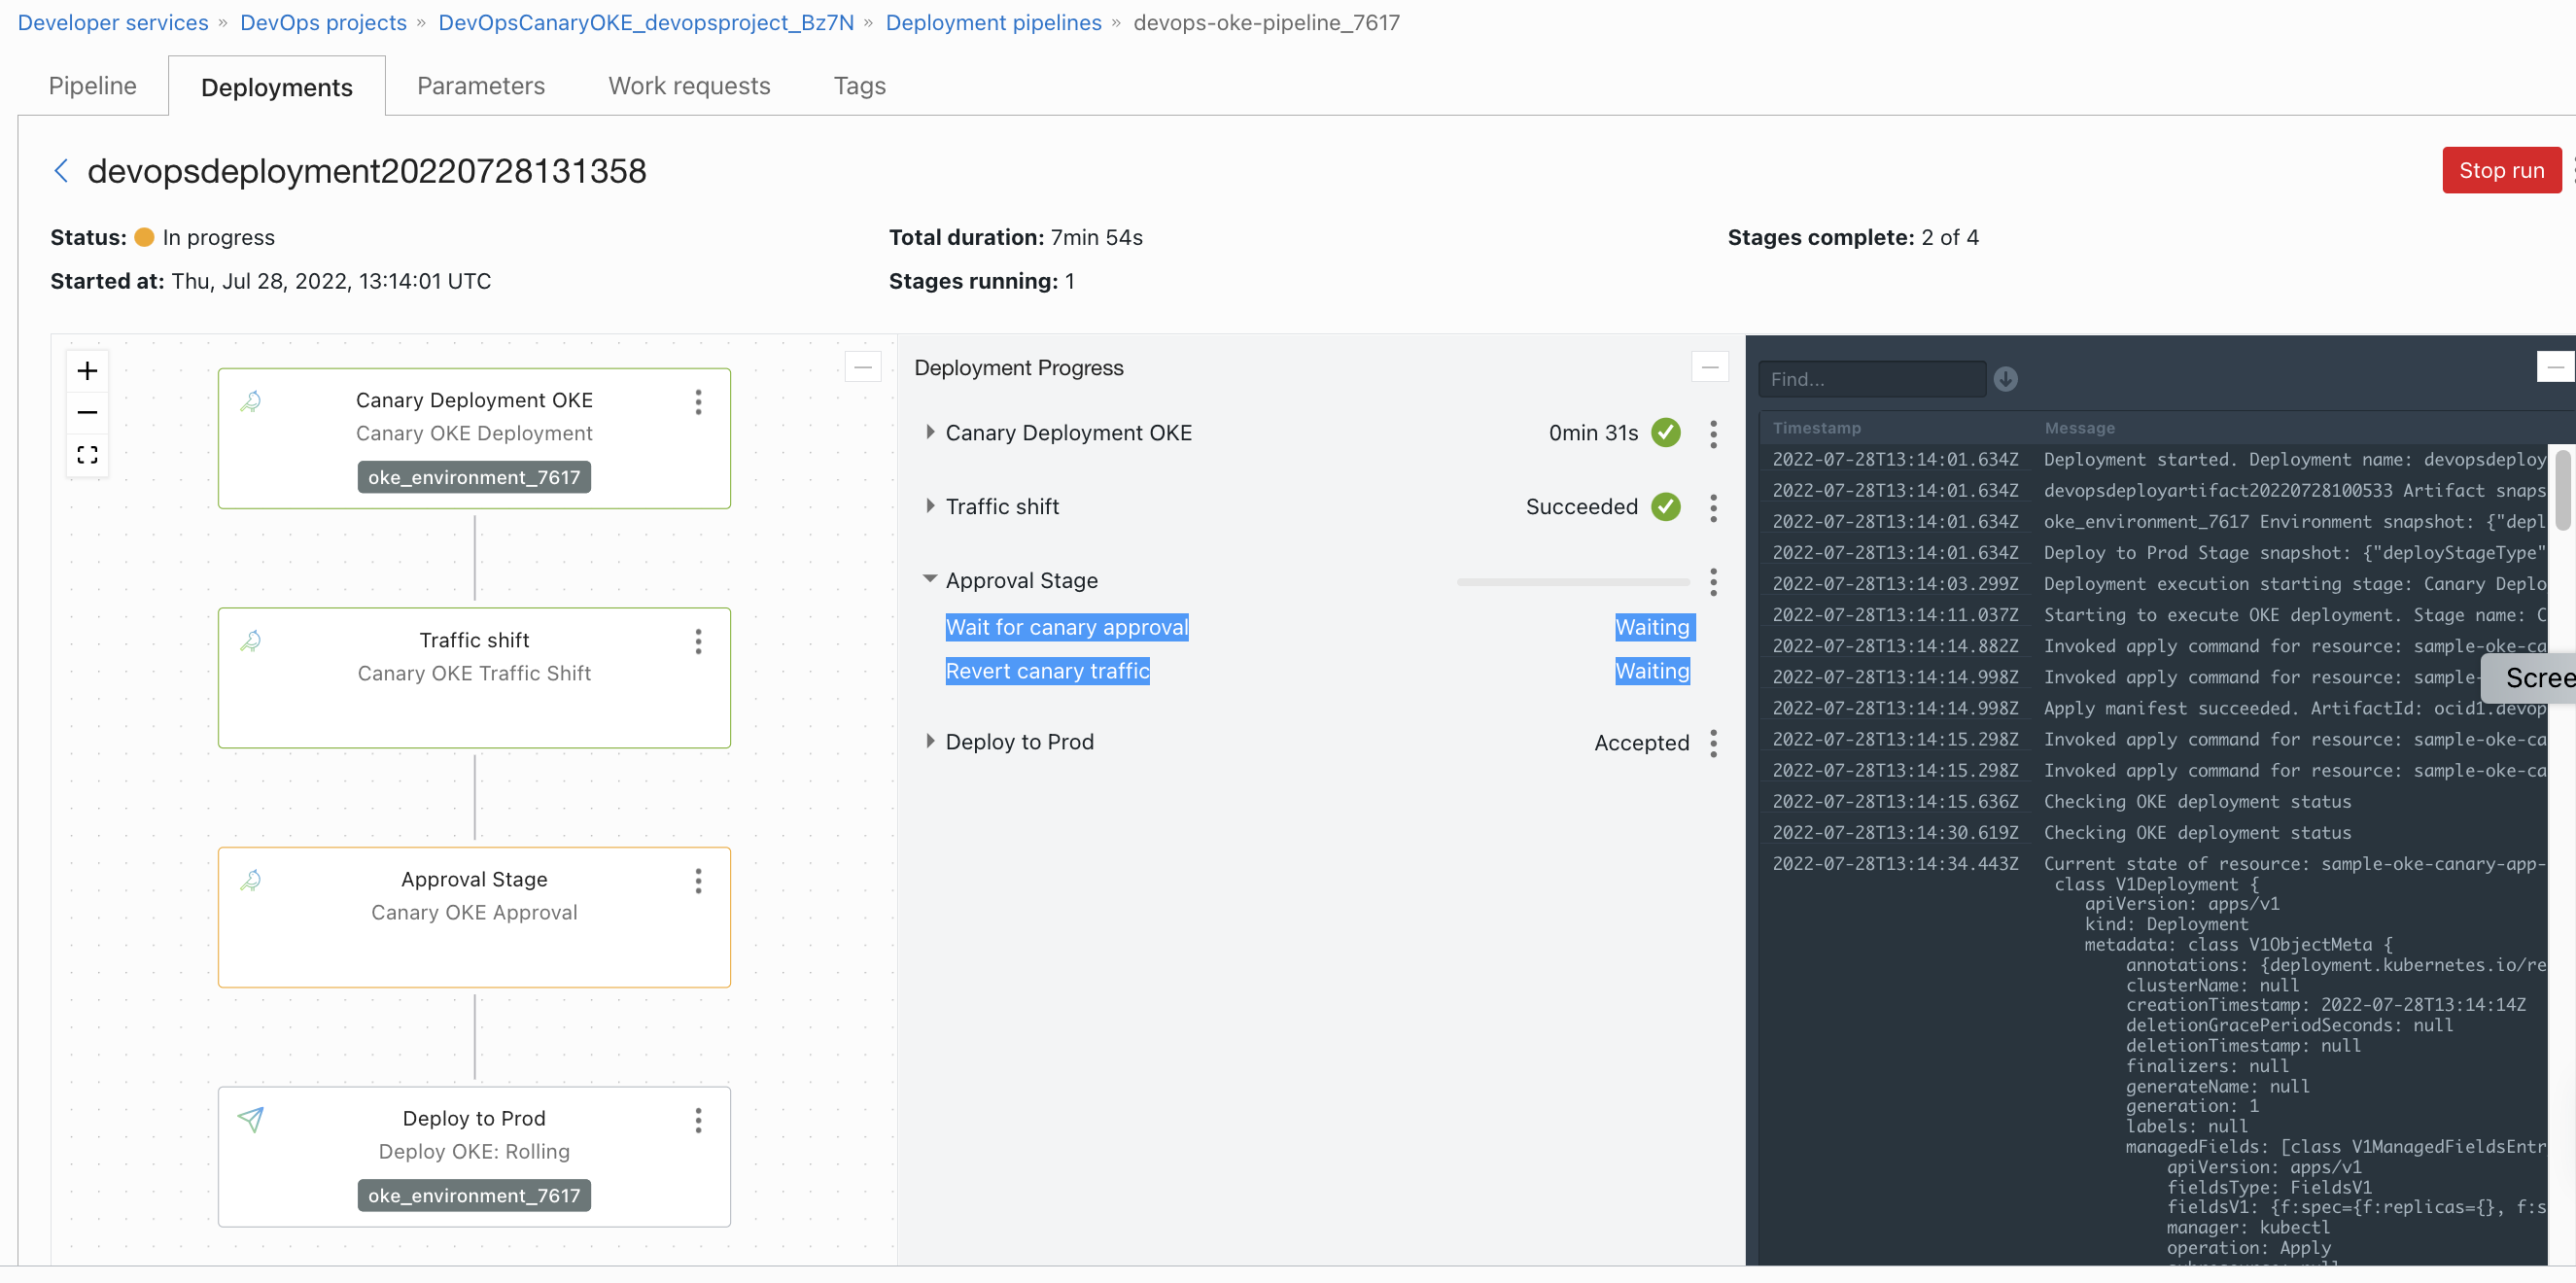 Developer services » DevOps projects » DevOpsCanaryOKE_devopsproject_Bz7N » Deployment pipelines » devops-oke-pipeline_7617
Pipeline Deployments Parameters Work requests Tags
devopsdeployment20220728131358
Stop run
Status: In progress
Total duration: 7min 54s
Stages complete: 2 of 4
Started at: Thu, Jul 28, 2022, 13:14:01 UTC
Stages running: 1
Canary Deployment OKE
Canary OKE Deployment
oke_environment_7617
Traffic shift
Canary OKE Traffic Shift
Approval Stage
Canary OKE Approval
Deploy to Prod
Deploy OKE: Rolling
oke_environment_7617
Deployment Progress
Canary Deployment OKE 0min 31s
Traffic shift Succeeded
Approval Stage
Wait for canary approval Waiting
Revert canary traffic Waiting
Deploy to Prod Accepted
Find...
Timestamp Message
2022-07-28T13:14:01.634Z Deployment started. Deployment name: devopsdeploy
2022-07-28T13:14:01.634Z devopsdeployartifact20220728100533 Artifact snaps
2022-07-28T13:14:01.634Z oke_environment_7617 Environment snapshot: {"depl
2022-07-28T13:14:01.634Z Deploy to Prod Stage snapshot: {"deployStageType"
2022-07-28T13:14:03.299Z Deployment execution starting stage: Canary Deplo
2022-07-28T13:14:11.037Z Starting to execute OKE deployment. Stage name: C
2022-07-28T13:14:14.882Z Invoked apply command for resource: sample-oke-ca
2022-07-28T13:14:14.998Z Invoked apply command for resource: sample-
Scree
2022-07-28T13:14:14.998Z Apply manifest succeeded. ArtifactId: ocid1.devop
2022-07-28T13:14:15.298Z Invoked apply command for resource: sample-oke-ca
2022-07-28T13:14:15.298Z Invoked apply command for resource: sample-oke-ca
2022-07-28T13:14:15.636Z Checking OKE deployment status
2022-07-28T13:14:30.619Z Checking OKE deployment status
2022-07-28T13:14:34.443Z Current state of resource: sample-oke-canary-app-
class V1Deployment {
apiVersion: apps/v1
kind: Deployment
metadata: class V1ObjectMeta {
annotations: {deployment.kubernetes.io/re
clusterName: null
creationTimestamp: 2022-07-28T13:14:14Z
deletionGracePeriodSeconds: null
deletionTimestamp: null
finalizers: null
generateName: null
generation: 1
labels: null
managedFields: [class V1ManagedFieldsEntr
apiVersion: apps/v1
fieldsType: FieldsV1
fieldsV1: {f:spec={f:replicas={}, f:s
manager: kubectl
operation: Apply